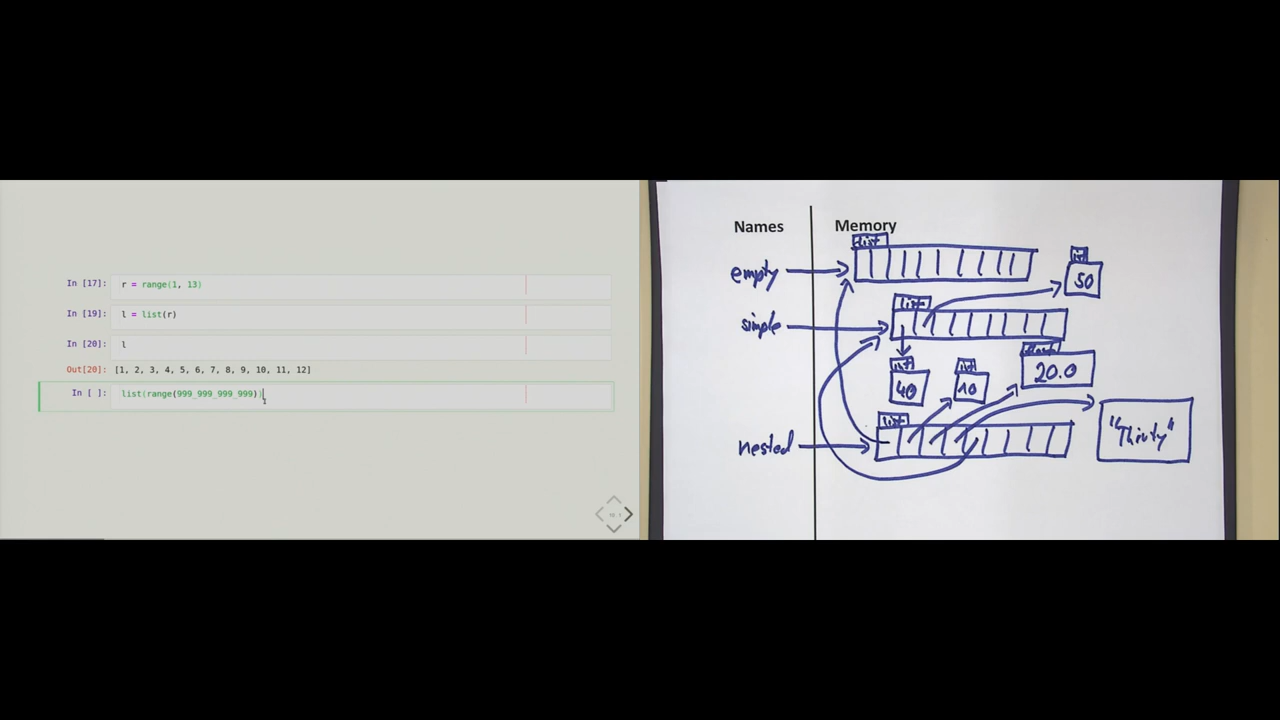 In [17]: r = range(1, 13)
In [19]: l = list(r)
In [20]: l
Out[20]: [1, 2, 3, 4, 5, 6, 7, 8, 9, 10, 11, 12]
In [ ]: list(range(999_999_999_999))
Names Memory
list
empty
int
50
list
simple
float
int
int
20.0
40
10
list
nested
"Thirty"